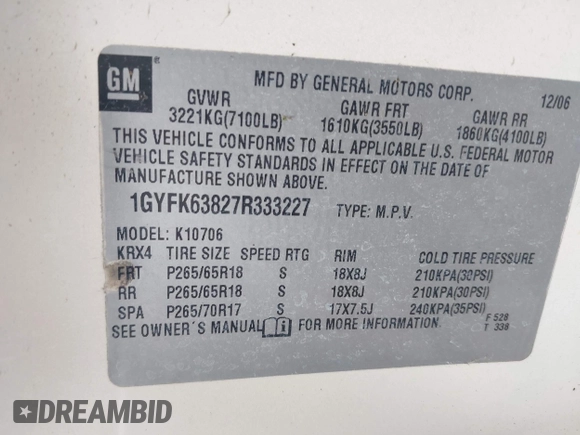 GM
MFD BY GENERAL MOTORS CORP.
12/06
GVWR GAWR FRT GAWR RR
3221KG(7100LB) 1610KG(3550LB) 1860KG(4100LB)
THIS VEHICLE CONFORMS TO ALL APPLICABLE U.S. FEDERAL MOTOR
VEHICLE SAFETY STANDARDS IN EFFECT ON THE DATE OF
MANUFACTURE SHOWN ABOVE.
1GYFK63827R333227 TYPE: M.P.V.
MODEL: K10706
KRX4 TIRE SIZE SPEED RTG RIM COLD TIRE PRESSURE
FRT P265/65R18 S 18X8J 210KPA(30PSI)
RR P265/65R18 S 18X8J 210KPA(30PSI)
SPA P265/70R17 S 17X7.5J 240KPA(35PSI)
SEE OWNER'S MANUAL FOR MORE INFORMATION.
F 528
T 338
DREAMBID